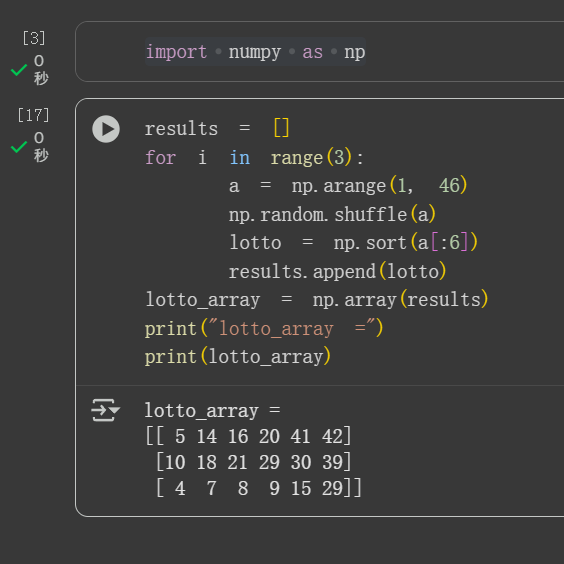 [3]
0
秒
import numpy as np
[17]
0
秒
results = []
for i in range(3):
a = np.arange(1, 46)
np.random.shuffle(a)
lotto = np.sort(a[:6])
results.append(lotto)
lotto_array = np.array(results)
print("lotto_array =")
print(lotto_array)
lotto_array =
[[ 5 14 16 20 41 42]
[10 18 21 29 30 39]
[ 4 7 8 9 15 29]]